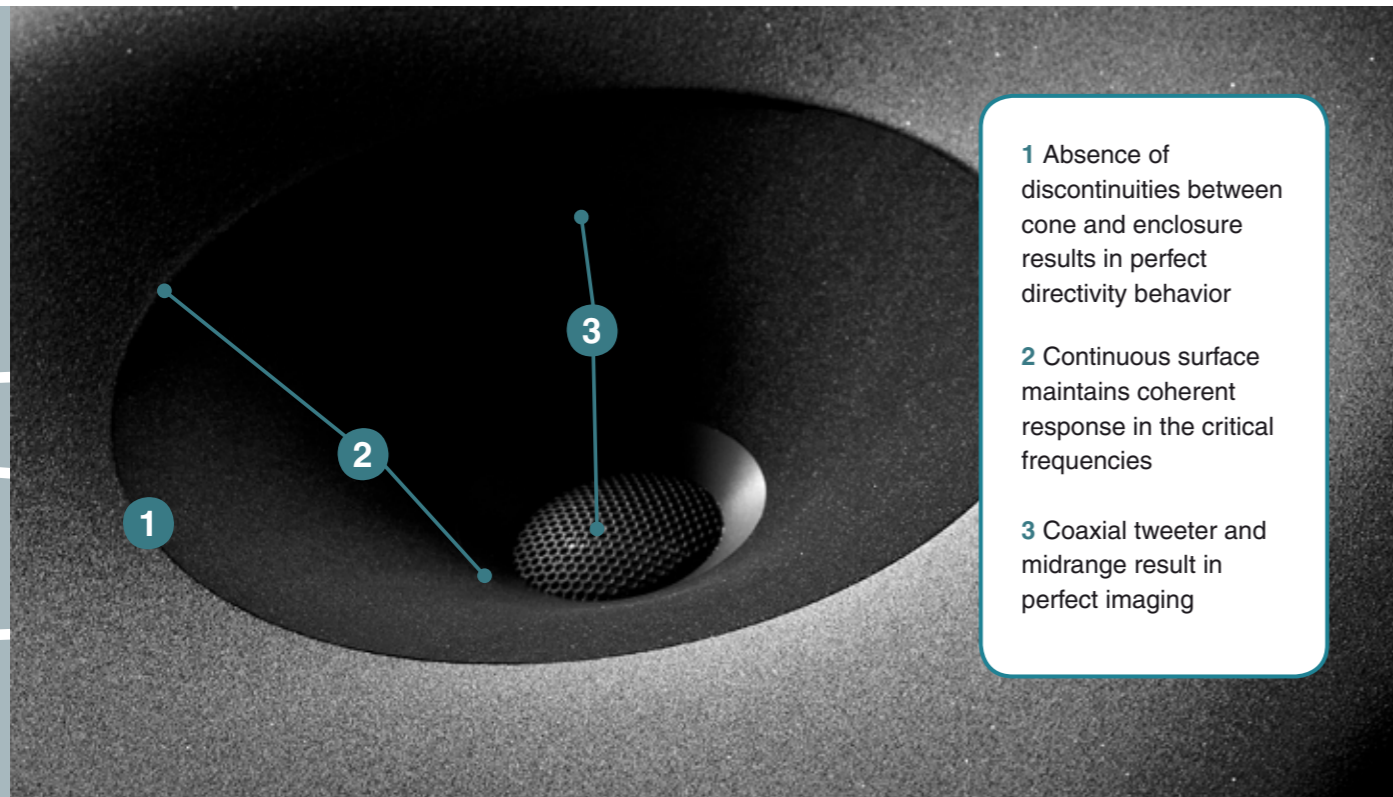 3
2
1
1 Absence of
discontinuities between
cone and enclosure
results in perfect
directivity behavior
2 Continuous surface
maintains coherent
response in the critical
frequencies
3 Coaxial tweeter and
midrange result in
perfect imaging